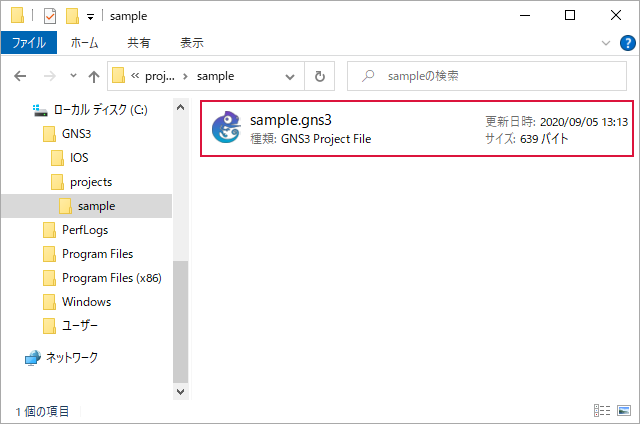 sample
ファイル ホーム 共有 表示
« proj... › sample sampleの検索
ローカル ディスク (C:)
GNS3
IOS
projects
sample
PerfLogs
Program Files
Program Files (x86)
Windows
ユーザー
ネットワーク
sample.gns3
種類: GNS3 Project File
更新日時: 2020/09/05 13:13
サイズ: 639 バイト
1 個の項目